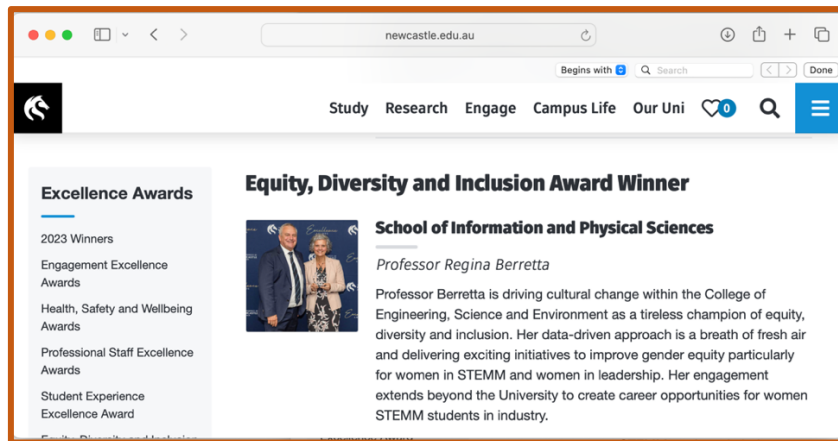 newcastle.edu.au
Begins with
Search
Done
Study Research Engage Campus Life Our Uni 0
Excellence Awards
2023 Winners
Engagement Excellence
Awards
Health, Safety and Wellbeing
Awards
Professional Staff Excellence
Awards
Student Experience
Excellence Award
Equity, Diversity and Inclusion
Equity, Diversity and Inclusion Award Winner
School of Information and Physical Sciences
Professor Regina Berretta
Professor Berretta is driving cultural change within the College of
Engineering, Science and Environment as a tireless champion of equity,
diversity and inclusion. Her data-driven approach is a breath of fresh air
and delivering exciting initiatives to improve gender equity particularly
for women in STEMM and women in leadership. Her engagement
extends beyond the University to create career opportunities for women
STEMM students in industry.